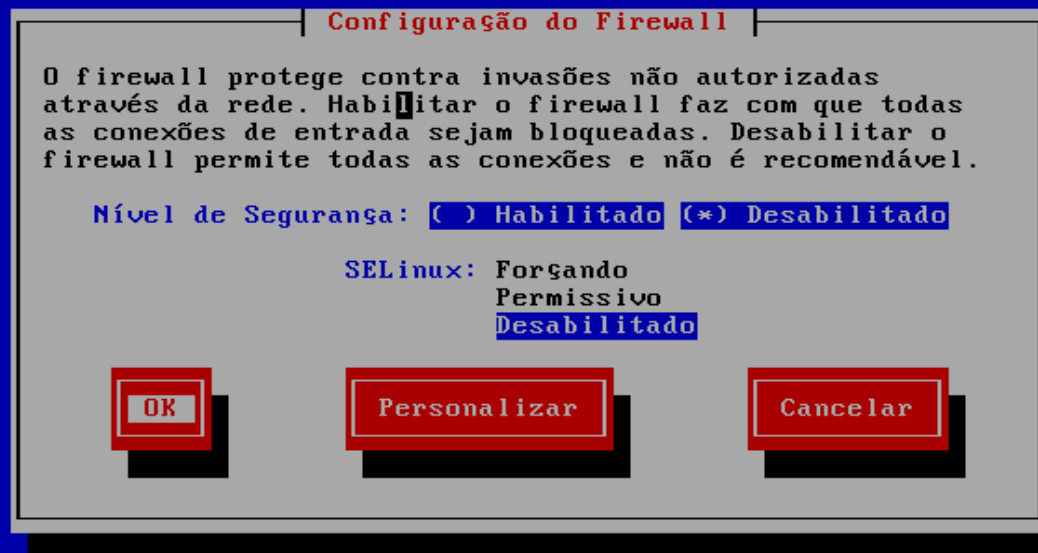 Configuração do Firewall
O firewall protege contra invasões não autorizadas
através da rede. Habilitar o firewall faz com que todas
as conexões de entrada sejam bloqueadas. Desabilitar o
firewall permite todas as conexões e não é recomendável.
Nível de Segurança: ( ) Habilitado (*) Desabilitado
SELinux: Forçando
Permissivo
Desabilitado
OK Personalizar Cancelar